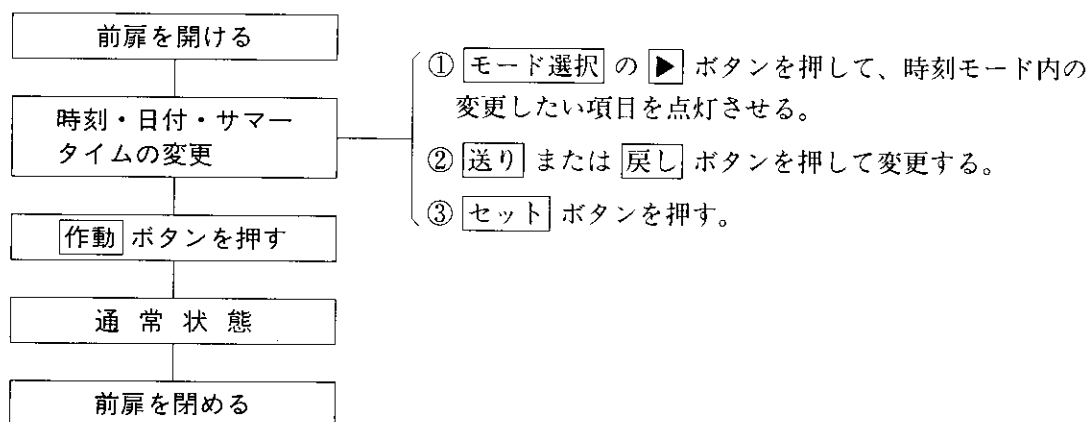 前扉を開ける
時刻・日付・サマー
タイムの変更
作動 ボタンを押す
通常状態
前扉を閉める
① モード選択 の ▶ ボタンを押して、時刻モード内の
変更したい項目を点灯させる。
② 送り または 戻し ボタンを押して変更する。
③ セット ボタンを押す。